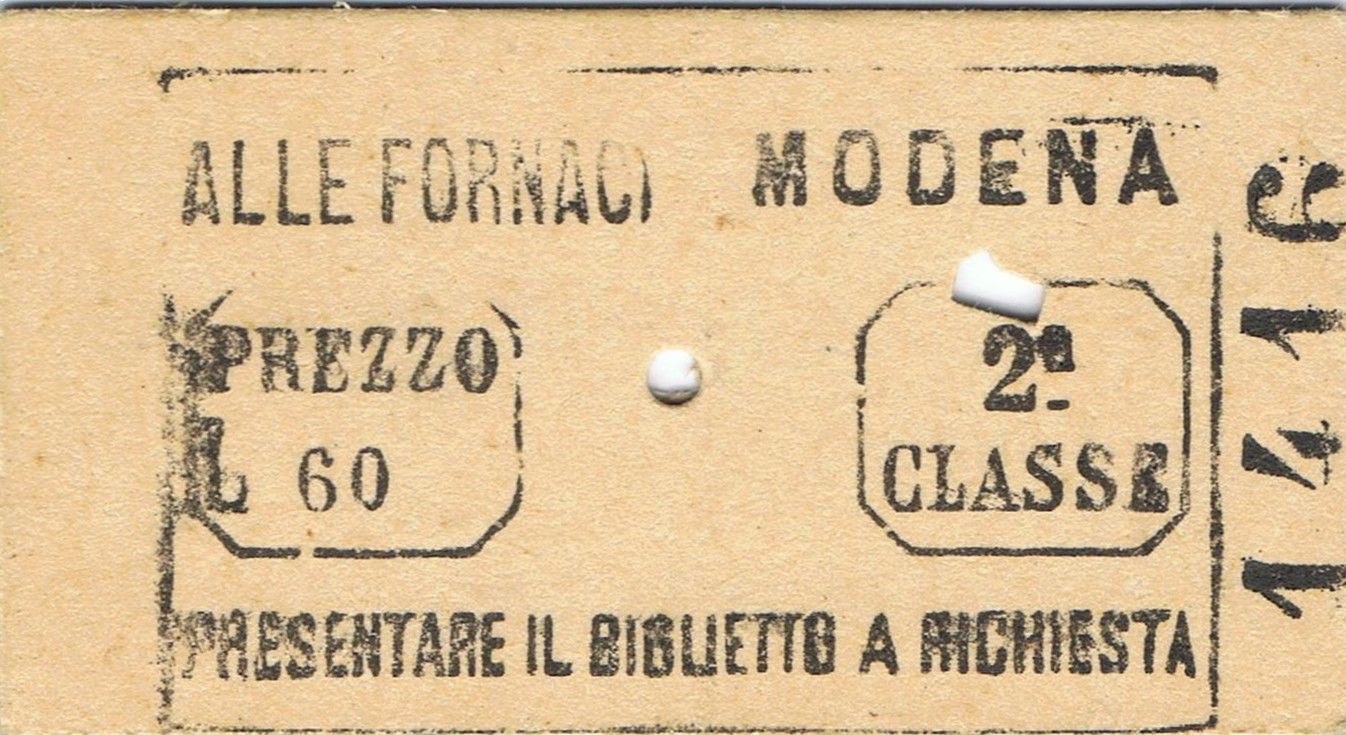 ALLE FORNACI MODENA
PREZZO
L 60
2ª
CLASSE
PRESENTARE IL BIGLIETTO A RICHIESTA
1416